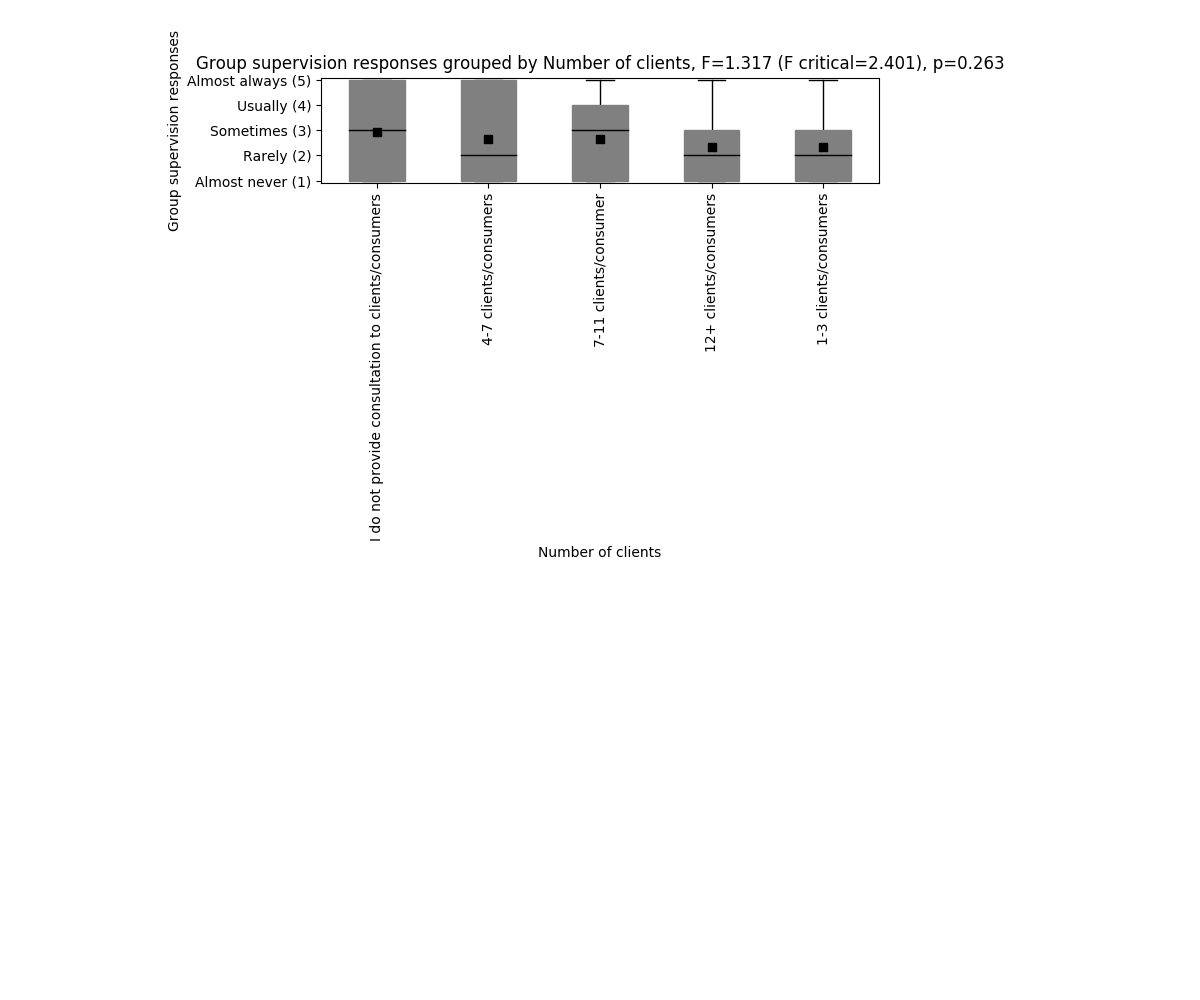 Group supervision responses grouped by Number of clients, F=1.317 (F critical=2.401), p=0.263
Group supervision responses
Almost always (5)
Usually (4)
Sometimes (3)
Rarely (2)
Almost never (1)
I do not provide consultation to clients/consumers
4-7 clients/consumers
7-11 clients/consumer
12+ clients/consumers
1-3 clients/consumers
Number of clients